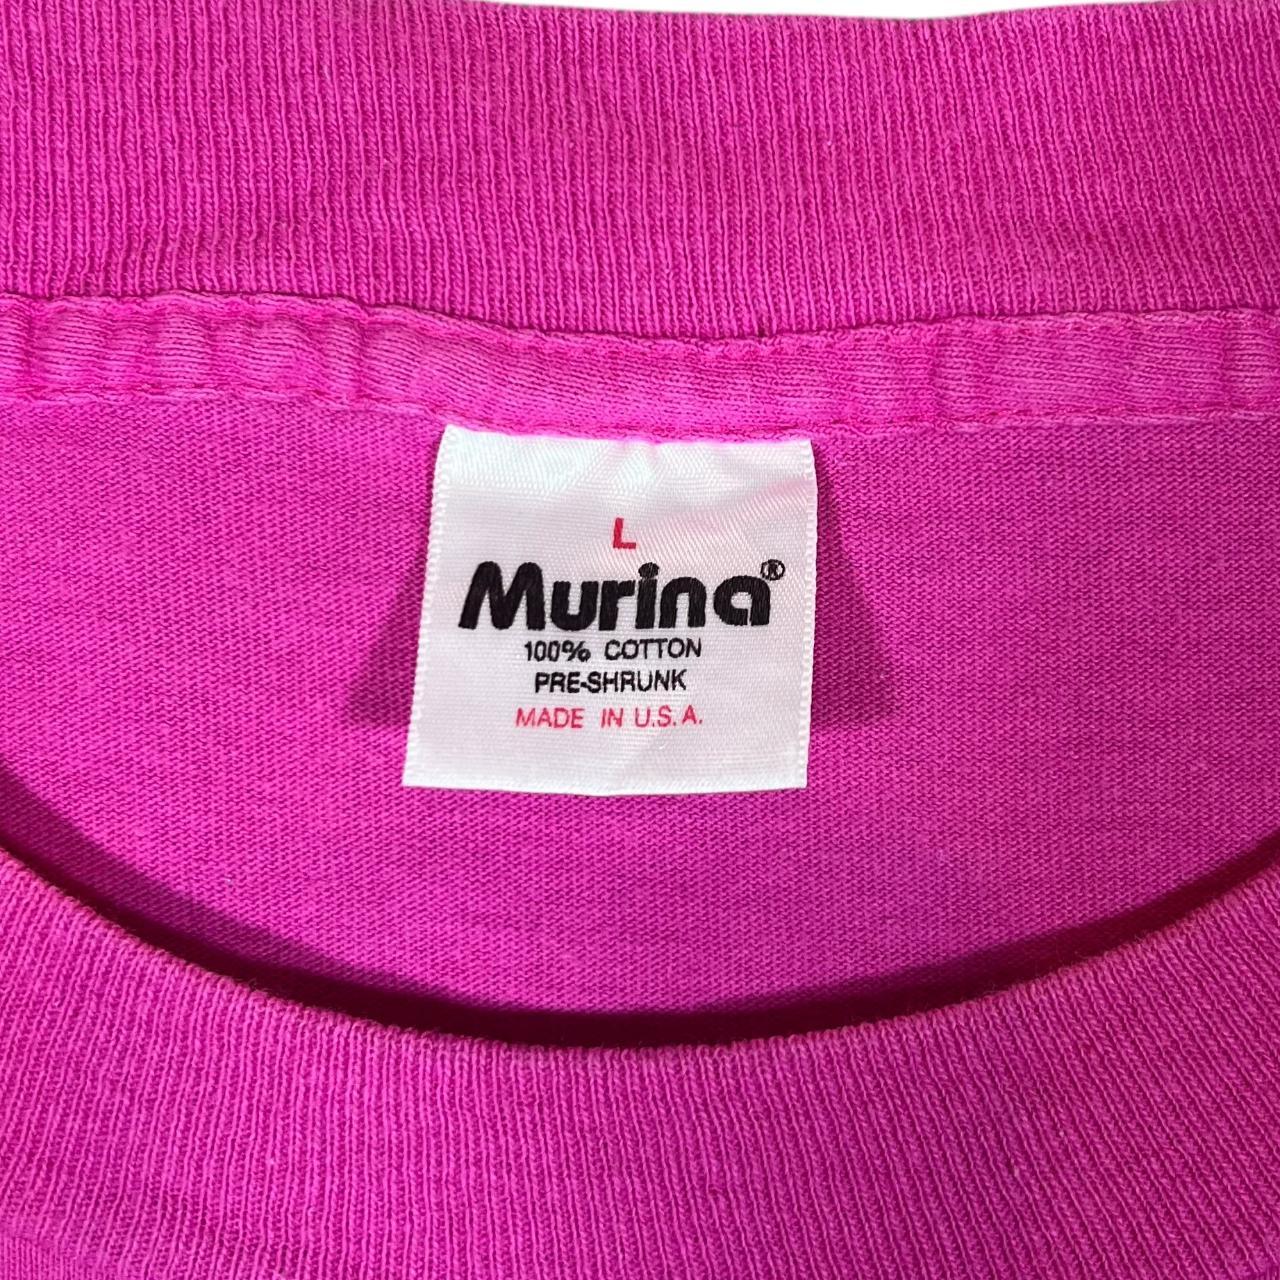 L
Murina®
100% COTTON
PRE-SHRUNK
MADE IN U.S.A.